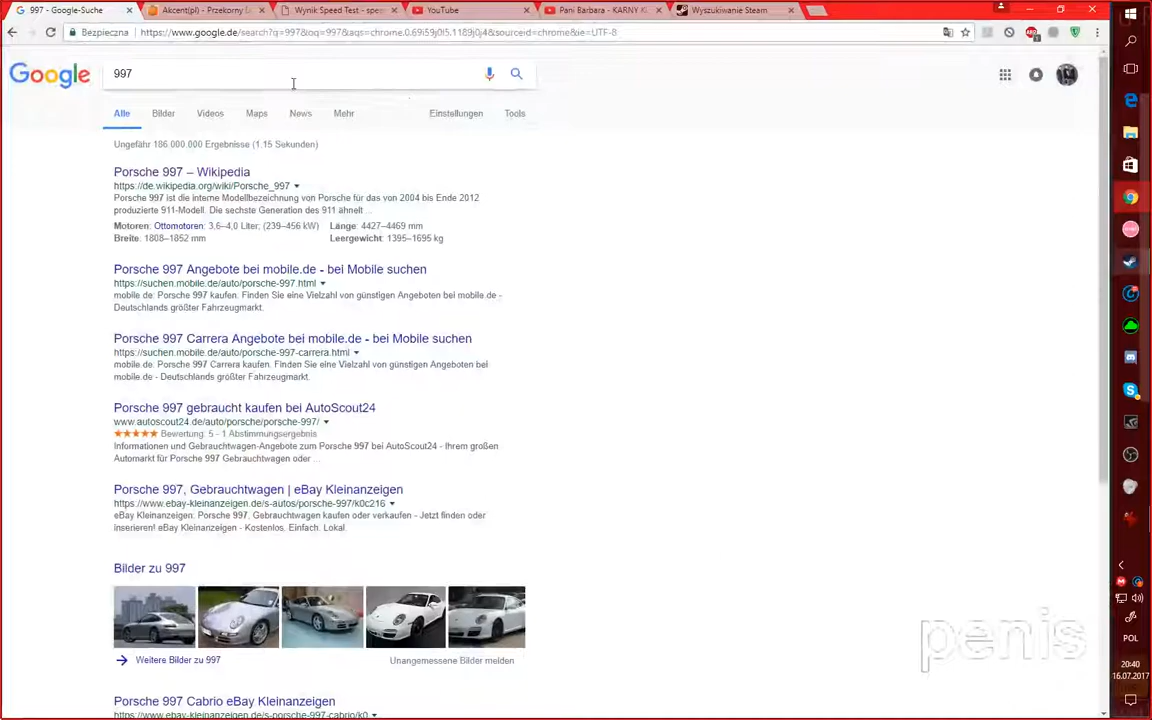 997 - Google-Suche
Akcent(pl) - Przekorny L
Wynik Speed Test - spee
YouTube
Pani Barbara - KARNY K
Wyszukiwanie Steam
Bezpieczna
https://www.google.de/search?q=997&oq=997&aqs=chrome.0.69i59j0l5.1189j0j4&sourceid=chrome&ie=UTF-8
Google
997
Alle
Bilder
Videos
Maps
News
Mehr
Einstellungen
Tools
Ungefähr 186.000.000 Ergebnisse (1,15 Sekunden)
Porsche 997 – Wikipedia
https://de.wikipedia.org/wiki/Porsche_997
Porsche 997 ist die interne Modellbezeichnung von Porsche für das von 2004 bis Ende 2012
produzierte 911-Modell. Die sechste Generation des 911 ähnelt ...
Motoren: Ottomotoren: 3,6–4,0 Liter; (239–456 kW) Länge: 4427–4469 mm
Breite: 1808–1852 mm Leergewicht: 1395–1695 kg
Porsche 997 Angebote bei mobile.de - bei Mobile suchen
https://suchen.mobile.de/auto/porsche-997.html
mobile.de: Porsche 997 kaufen. Finden Sie eine Vielzahl von günstigen Angeboten bei mobile.de -
Deutschlands größter Fahrzeugmarkt.
Porsche 997 Carrera Angebote bei mobile.de - bei Mobile suchen
https://suchen.mobile.de/auto/porsche-997-carrera.html
mobile.de: Porsche 997 Carrera kaufen. Finden Sie eine Vielzahl von günstigen Angeboten bei
mobile.de - Deutschlands größter Fahrzeugmarkt.
Porsche 997 gebraucht kaufen bei AutoScout24
www.autoscout24.de/auto/porsche/porsche-997/
Bewertung: 5 - 1 Abstimmungsergebnis
Informationen und Gebrauchtwagen-Angebote zum Porsche 997 bei AutoScout24 - Ihrem großen
Automarkt für Porsche 997 Gebrauchtwagen oder ...
Porsche 997, Gebrauchtwagen | eBay Kleinanzeigen
https://www.ebay-kleinanzeigen.de/s-autos/porsche-997/k0c216
eBay Kleinanzeigen: Porsche 997, Gebrauchtwagen kaufen oder verkaufen - Jetzt finden oder
inserieren! eBay Kleinanzeigen - Kostenlos. Einfach. Lokal.
Bilder zu 997
Weitere Bilder zu 997
Unangemessene Bilder melden
Porsche 997 Cabrio eBay Kleinanzeigen
https://www.ebay-kleinanzeigen.de/s-porsche-997-cabrio/k0
penis
POL
20:40
16.07.2017